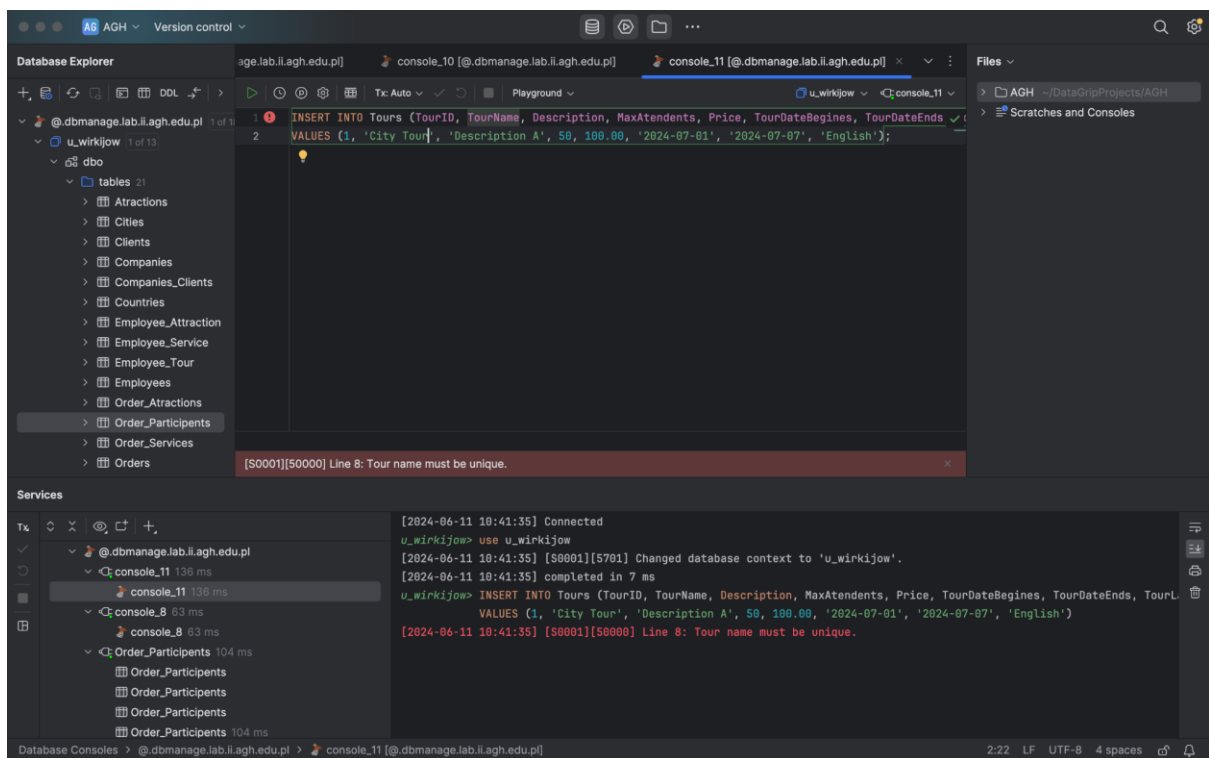 AG AGH Version control
Database Explorer
age.lab.ii.agh.edu.pl]
console_10 [@.dbmanage.lab.ii.agh.edu.pl]
console_11 [@.dbmanage.lab.ii.agh.edu.pl]
Files
DDL
Tx: Auto
Playground
u_wirkijow
console_11
@.dbmanage.lab.ii.agh.edu.pl 1 of 1
u_wirkijow 1 of 13
dbo
tables 21
Atractions
Cities
Clients
Companies
Companies_Clients
Countries
Employee_Attraction
Employee_Service
Employee_Tour
Employees
Order_Atractions
Order_Participents
Order_Services
Orders
1 INSERT INTO Tours (TourID, TourName, Description, MaxAtendents, Price, TourDateBegines, TourDateEnds
2 VALUES (1, 'City Tour', 'Description A', 50, 100.00, '2024-07-01', '2024-07-07', 'English');
[S0001][50000] Line 8: Tour name must be unique.
AGH ~/DataGripProjects/AGH
Scratches and Consoles
Services
Tx
@.dbmanage.lab.ii.agh.edu.pl
console_11 136 ms
console_11 136 ms
console_8 63 ms
console_8 63 ms
Order_Participents 104 ms
Order_Participents
Order_Participents
Order_Participents
Order_Participents 104 ms
[2024-06-11 10:41:35] Connected
u_wirkijow> use u_wirkijow
[2024-06-11 10:41:35] [S0001][5701] Changed database context to 'u_wirkijow'.
[2024-06-11 10:41:35] completed in 7 ms
u_wirkijow> INSERT INTO Tours (TourID, TourName, Description, MaxAtendents, Price, TourDateBegines, TourDateEnds, TourL
VALUES (1, 'City Tour', 'Description A', 50, 100.00, '2024-07-01', '2024-07-07', 'English')
[2024-06-11 10:41:35] [S0001][50000] Line 8: Tour name must be unique.
Database Consoles > @.dbmanage.lab.ii.agh.edu.pl > console_11 [@.dbmanage.lab.ii.agh.edu.pl]
2:22 LF UTF-8 4 spaces